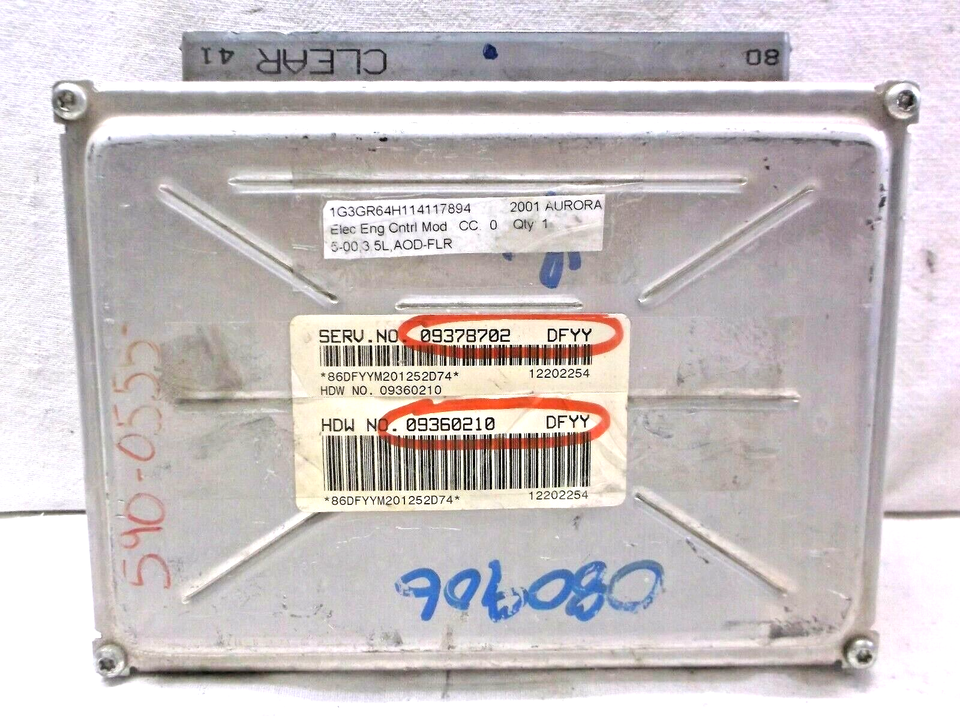 CLEAR 41
80
1G3GR64H114117894 2001 AURORA
Elec Eng Cntrl Mod CC 0 Qty 1
5-00,3.5L,AOD-FLR
SERV.NO. 09378702 DFYY
*86DFYYM201252D74* 12202254
HDW NO. 09360210
HDW NO. 09360210 DFYY
*86DFYYM201252D74* 12202254
590-0555